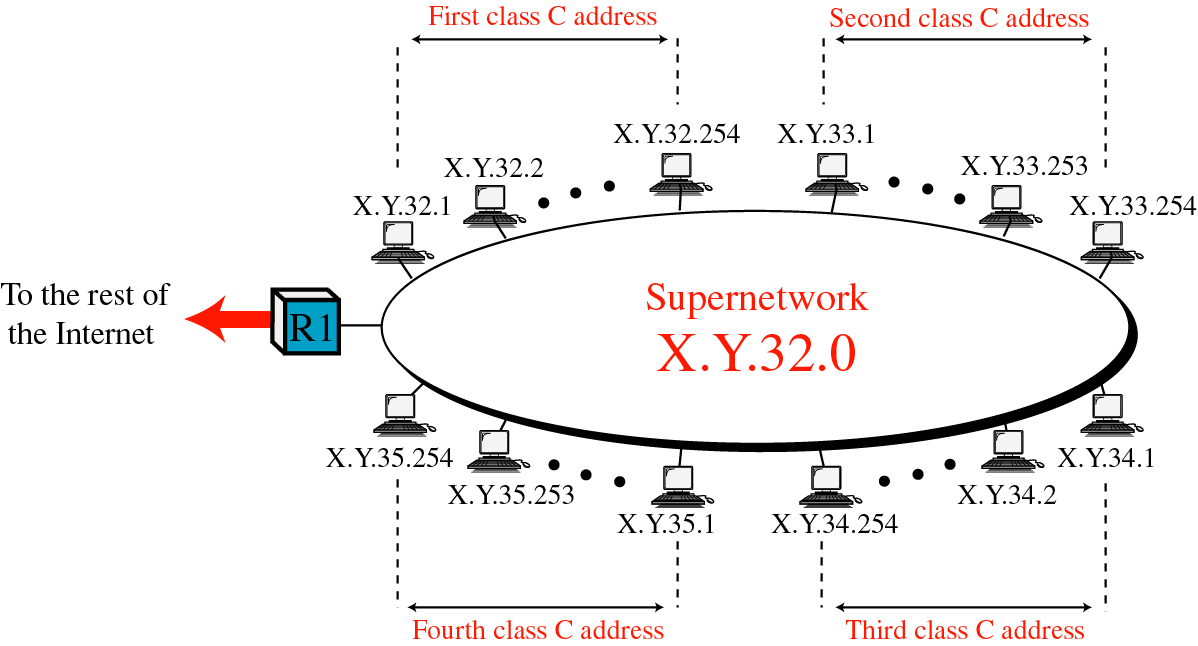 First class C address
Second class C address
X.Y.32.254
X.Y.33.1
X.Y.32.2
X.Y.33.253
X.Y.32.1
X.Y.33.254
To the rest of
the Internet
R1
Supernetwork
X.Y.32.0
X.Y.35.254
X.Y.34.1
X.Y.35.253
X.Y.34.2
X.Y.35.1
X.Y.34.254
Fourth class C address
Third class C address